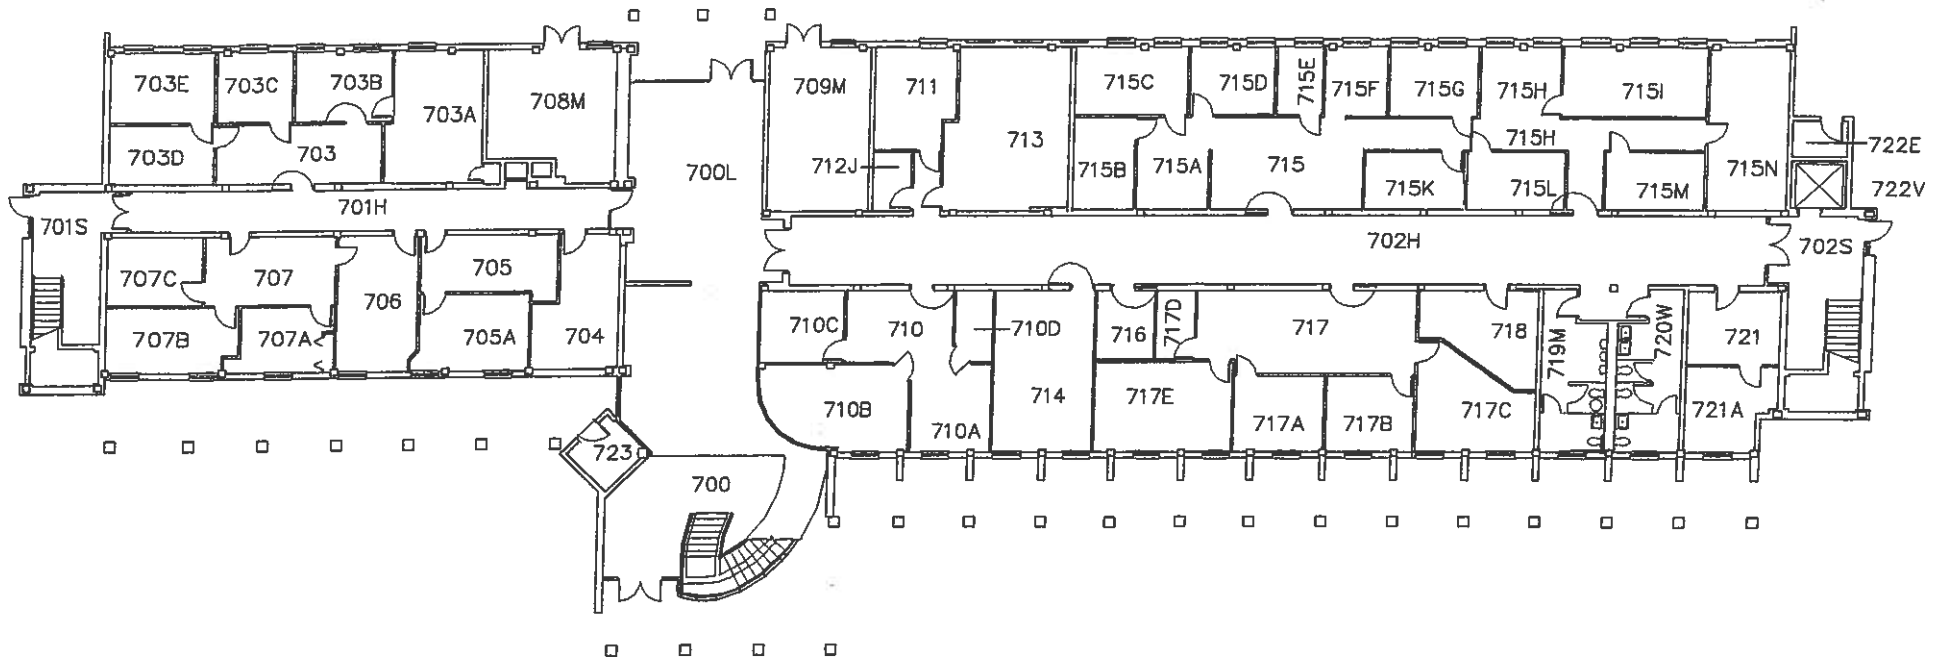 703E
703C
703B
703A
708M
703D
703
700L
709M
711
712J
713
715C
715D
715E
715F
715G
715H
715I
715B
715A
715
715H
715K
715L
715M
715N
722E
722V
701S
701H
702H
702S
707C
707
706
705
707B
707A
705A
704
710C
710
710D
716
717D
717
718
719M
720W
721
710B
710A
714
717E
717A
717B
717C
721A
723
700